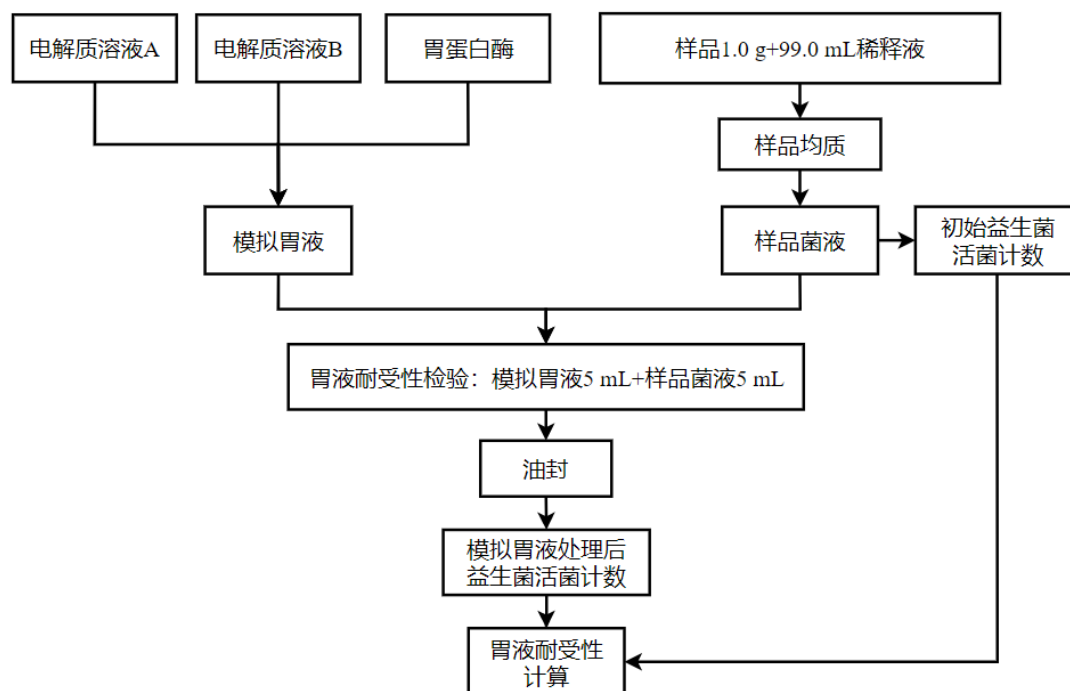 电解质溶液A
电解质溶液B
胃蛋白酶
样品1.0 g+99.0 mL稀释液
样品均质
模拟胃液
样品菌液
初始益生菌
活菌计数
胃液耐受性检验：模拟胃液5 mL+样品菌液5 mL
油封
模拟胃液处理后
益生菌活菌计数
胃液耐受性
计算